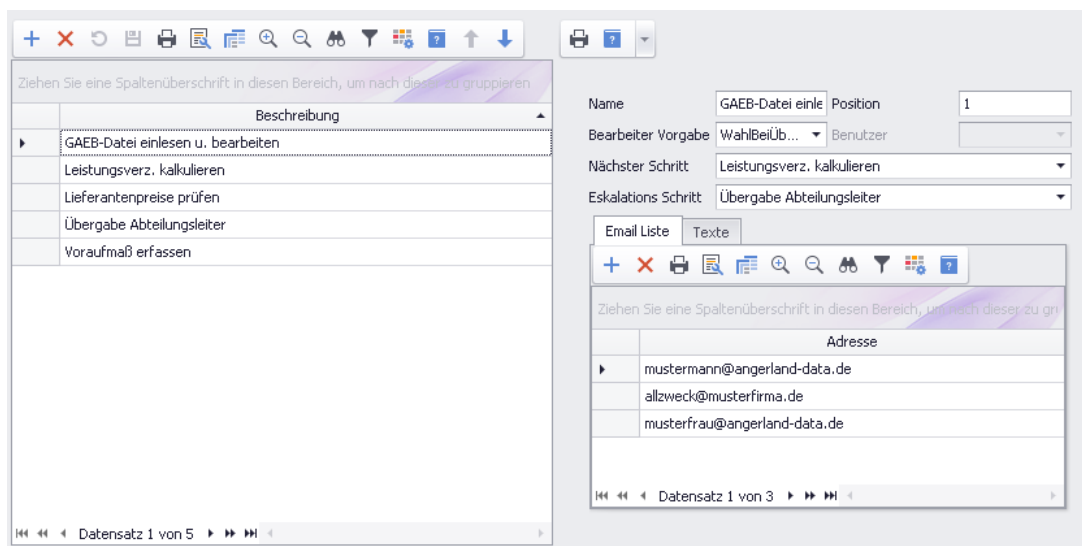 Ziehen Sie eine Spaltenüberschrift in diesen Bereich, um nach dieser zu gruppieren
Beschreibung
GAEB-Datei einlesen u. bearbeiten
Leistungsverz. kalkulieren
Lieferantenpreise prüfen
Übergabe Abteilungsleiter
Voraufmaß erfassen
Datensatz 1 von 5
Name GAEB-Datei einle Position 1
Bearbeiter Vorgabe WahlBeiÜb... Benutzer
Nächster Schritt Leistungsverz. kalkulieren
Eskalations Schritt Übergabe Abteilungsleiter
Email Liste Texte
Ziehen Sie eine Spaltenüberschrift in diesen Bereich, um nach dieser zu gru
Adresse
mustermann@angerland-data.de
allzweck@musterfirma.de
musterfrau@angerland-data.de
Datensatz 1 von 3